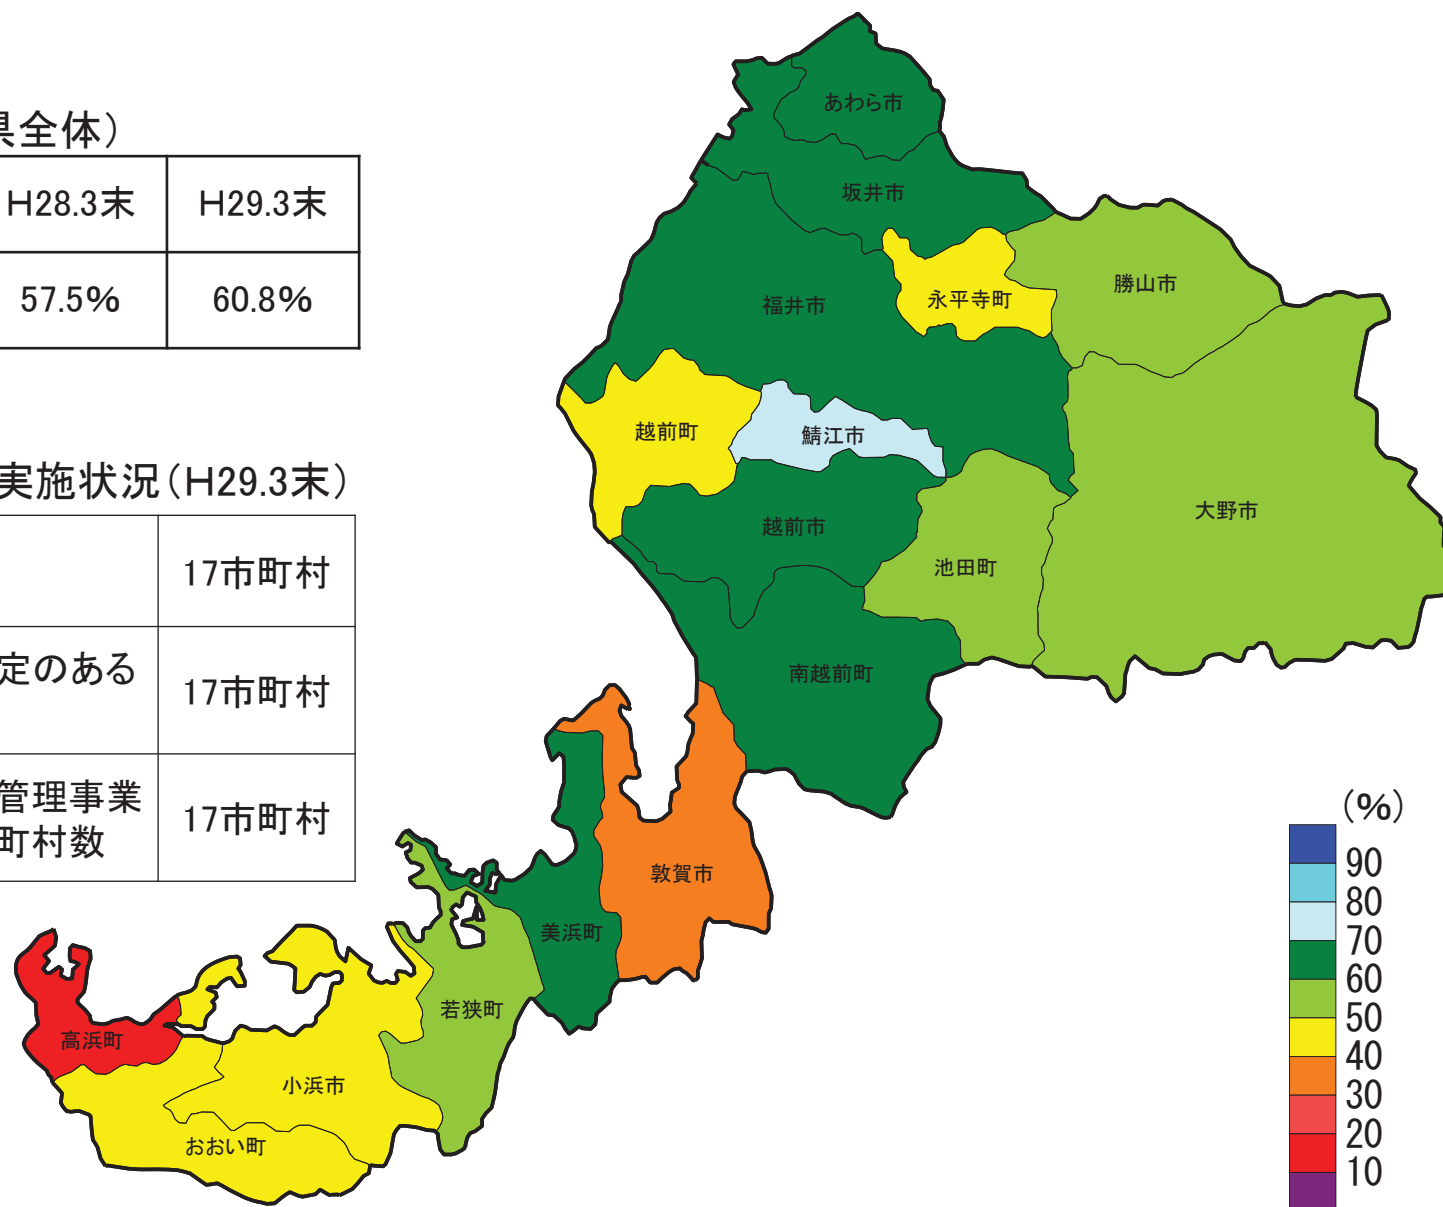 県全体）
H28.3末 H29.3末
57.5% 60.8%
実施状況（H29.3末）
17市町村
定のある
17市町村
管理事業
町村数
17市町村
あわら市
坂井市
勝山市
永平寺町
福井市
越前町
鯖江市
大野市
越前市
池田町
南越前町
敦賀市
美浜町
若狭町
高浜町
小浜市
おおい町
（%）
90
80
70
60
50
40
30
20
10